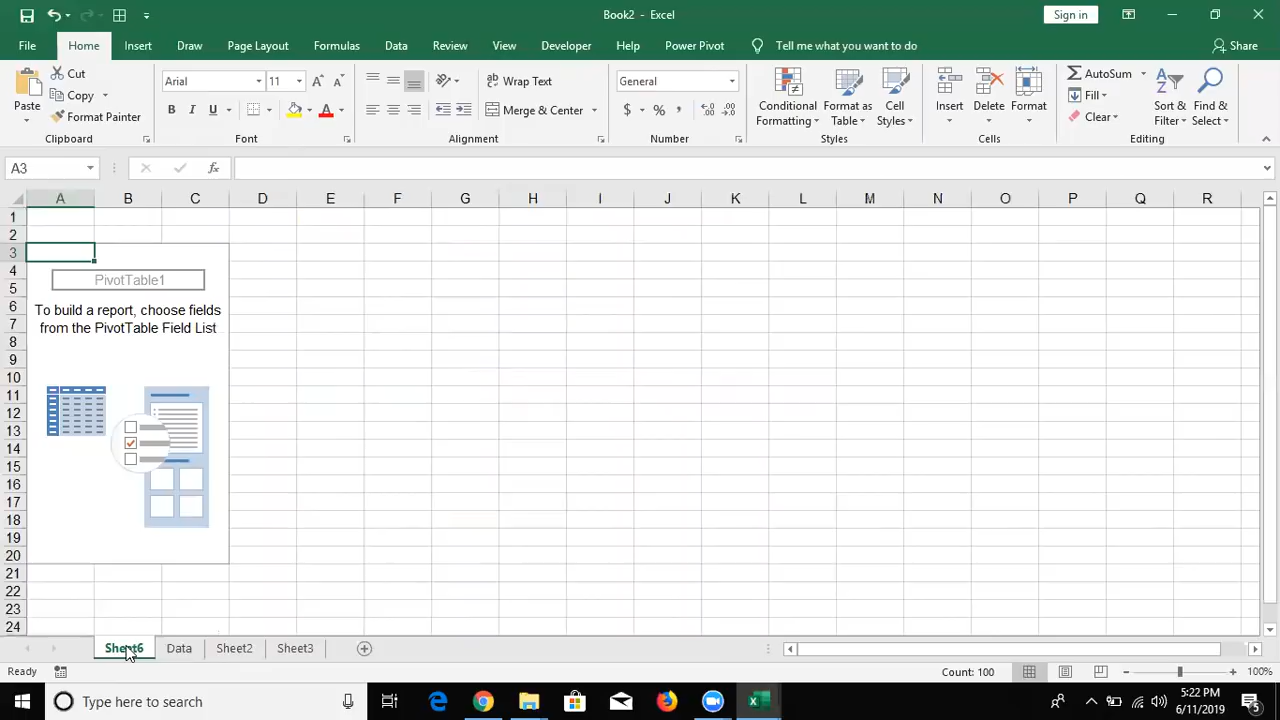 Book2 - Excel
Sign in
File Home Insert Draw Page Layout Formulas Data Review View Developer Help Power Pivot Tell me what you want to do Share
Paste
Cut
Copy
Format Painter
Clipboard
Arial 11
B I U
Font
Wrap Text
Merge & Center
Alignment
General
$ % ,
Number
Conditional Formatting
Format as Table
Cell Styles
Styles
Insert
Delete
Format
Cells
AutoSum
Fill
Clear
Sort & Filter
Find & Select
Editing
A3
fx
A B C D E F G H I J K L M N O P Q R
1
2
3
4
5
6
7
8
9
10
11
12
13
14
15
16
17
18
19
20
21
22
23
24
PivotTable1
To build a report, choose fields
from the PivotTable Field List
Sheet6 Data Sheet2 Sheet3
Ready
Count: 100
100%
Type here to search
5:22 PM
6/11/2019
5